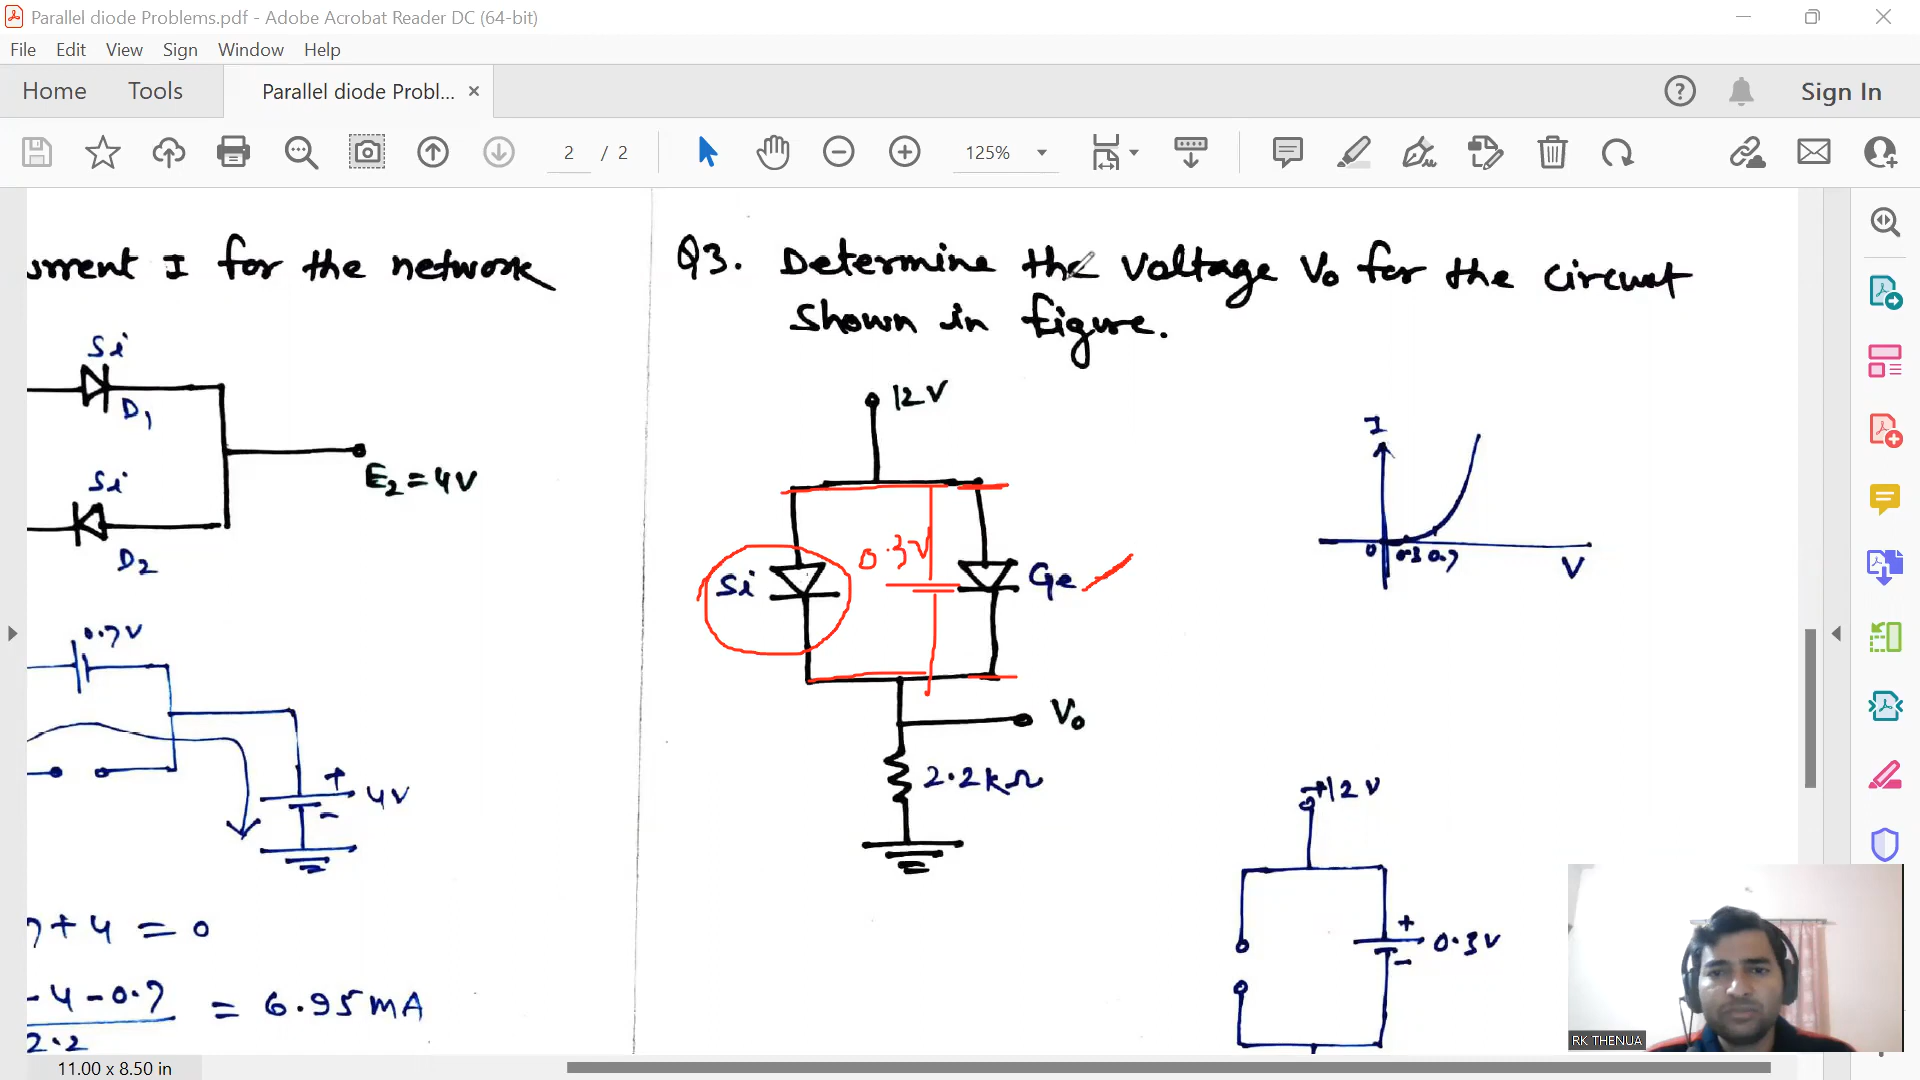 Parallel diode Problems.pdf - Adobe Acrobat Reader DC (64-bit)
File Edit View Sign Window Help
Home Tools Parallel diode Probl... × Sign In
2 / 2 125%
urrent I for the network
Si
D1
Si
D2
E2 = 4V
0.7V
+
4V
-
7 + 4 = 0
- 4 - 0.7 = 6.95 mA
2.2
Q3. Determine the voltage Vo for the circuit
shown in figure.
12V
Si
0.3V
Ge
Vo
2.2kΩ
I
0 0.3 0.7
V
+12V
+
0.3V
-
RK THENUA
11.00 x 8.50 in